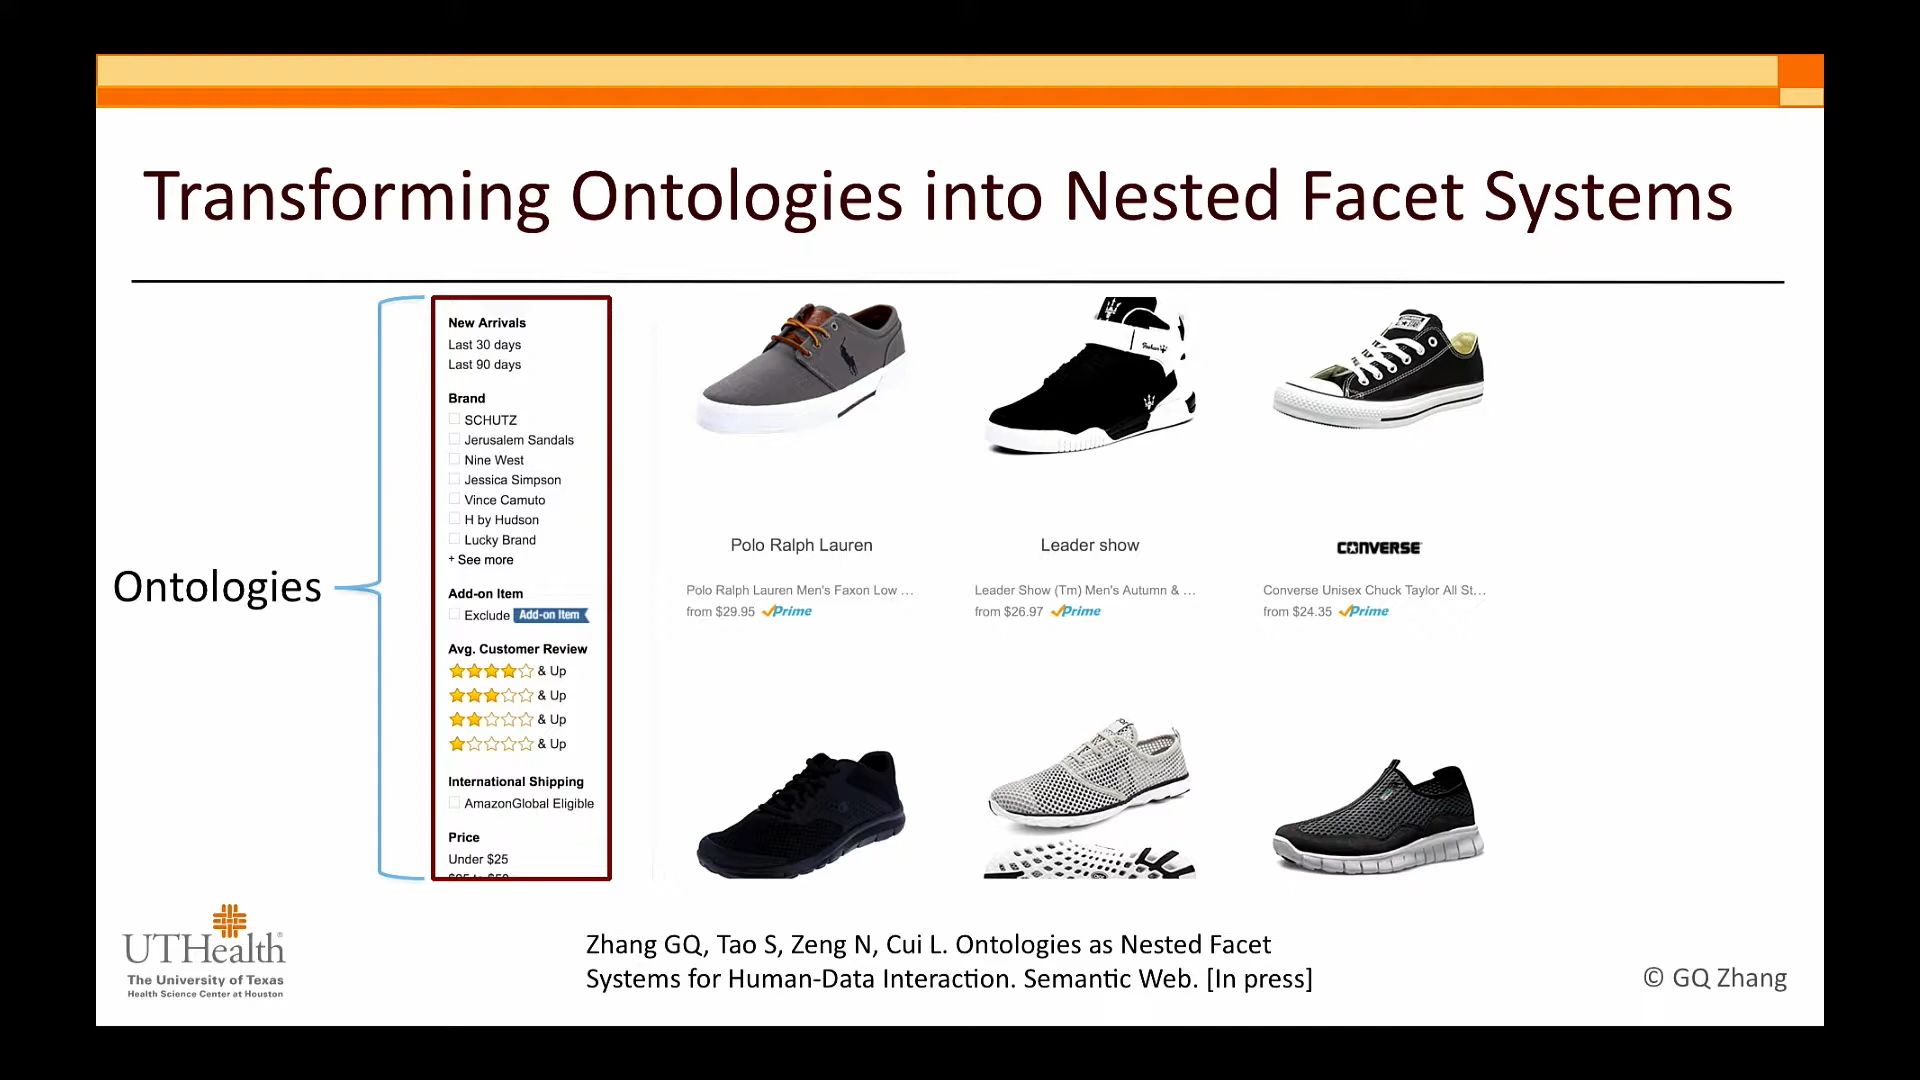 Transforming Ontologies into Nested Facet Systems
Ontologies
New Arrivals
Last 30 days
Last 90 days
Brand
SCHUTZ
Jerusalem Sandals
Nine West
Jessica Simpson
Vince Camuto
H by Hudson
Lucky Brand
+ See more
Add-on Item
Exclude Add-on Item
Avg. Customer Review
& Up
& Up
& Up
& Up
International Shipping
AmazonGlobal Eligible
Price
Under $25
Polo Ralph Lauren
Polo Ralph Lauren Men's Faxon Low ...
from $29.95 Prime
Leader show
Leader Show (Tm) Men's Autumn & ...
from $26.97 Prime
CONVERSE
Converse Unisex Chuck Taylor All St...
from $24.35 Prime
UTHealth
The University of Texas
Health Science Center at Houston
Zhang GQ, Tao S, Zeng N, Cui L. Ontologies as Nested Facet
Systems for Human-Data Interaction. Semantic Web. [In press]
© GQ Zhang